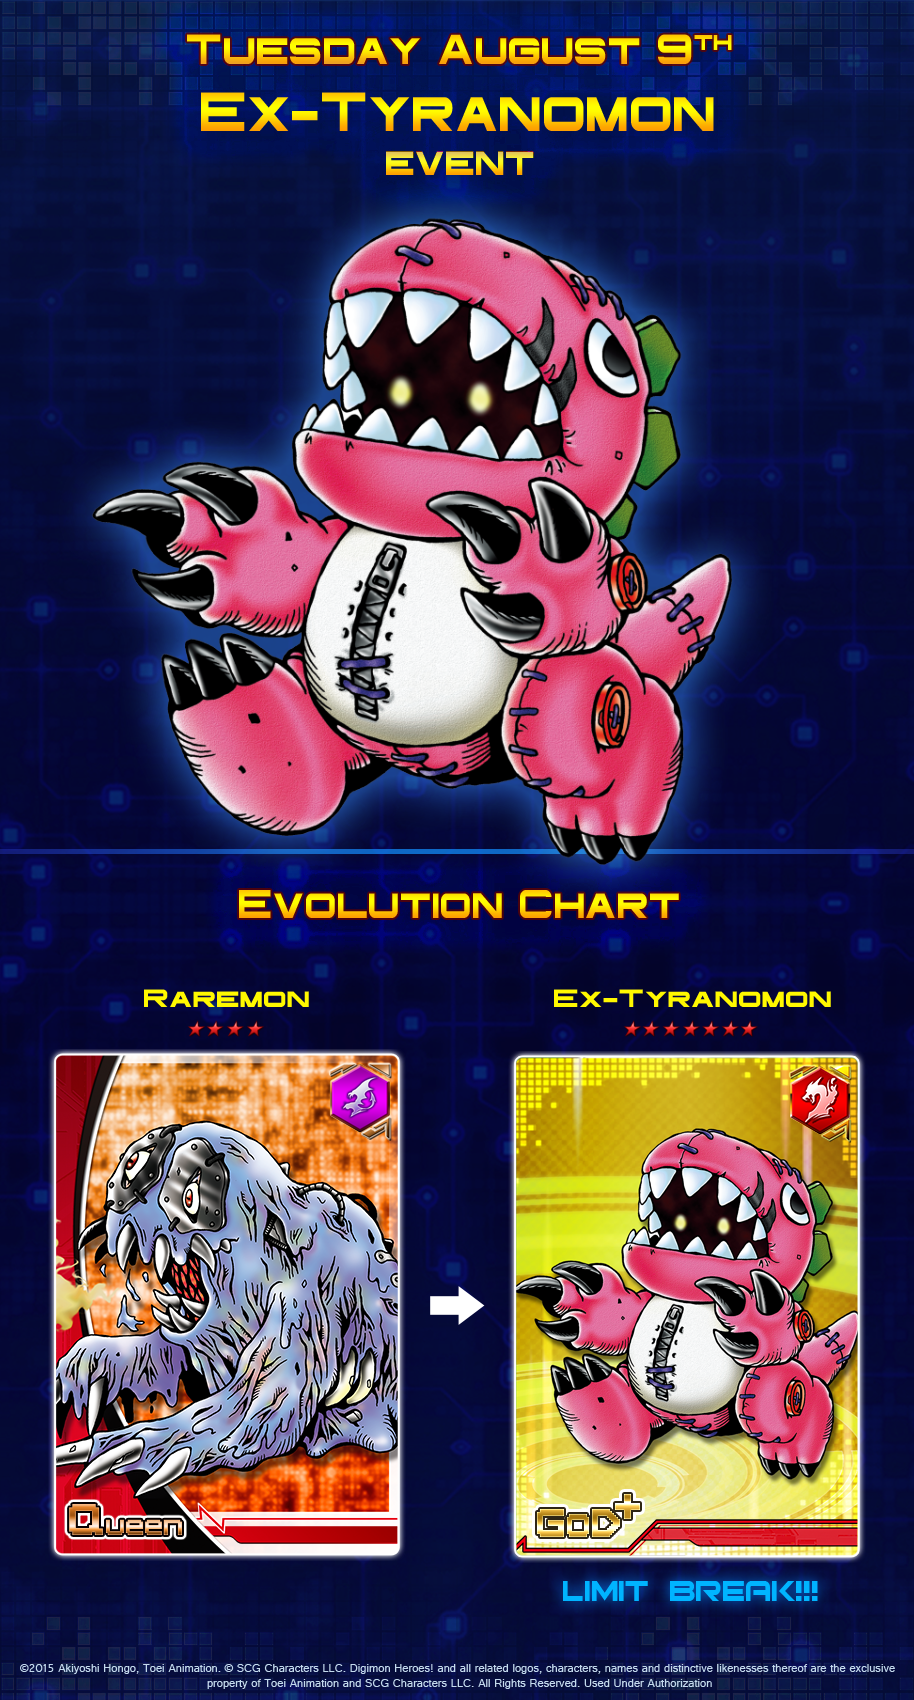 Tuesday August 9th
Ex-Tyranomon
EVENT
Evolution Chart
Raremon
Ex-Tyranomon
Queen
GoD+
LIMIT BREAK!!!
©2015 Akiyoshi Hongo, Toei Animation. © SCG Characters LLC. Digimon Heroes! and all related logos, characters, names and distinctive likenesses thereof are the exclusive
property of Toei Animation and SCG Characters LLC. All Rights Reserved. Used Under Authorization